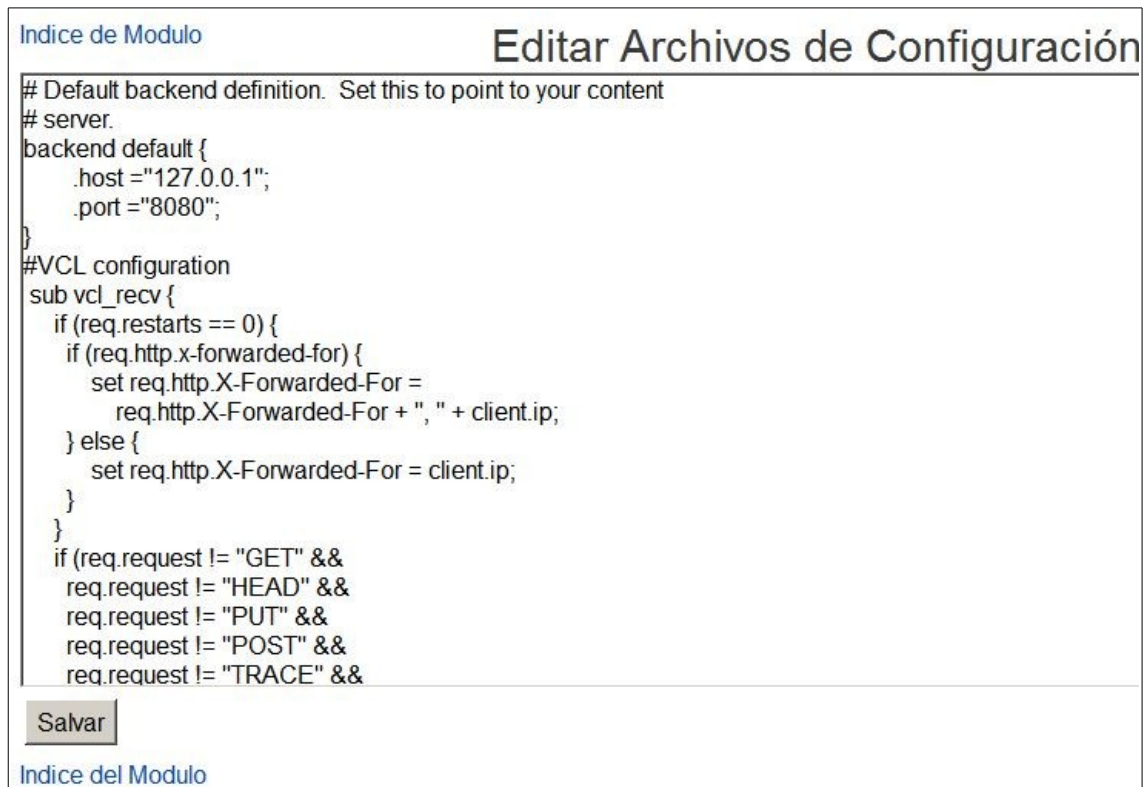 Indice de Modulo
Editar Archivos de Configuración
# Default backend definition.  Set this to point to your content
# server.
backend default {
.host ="127.0.0.1";
.port ="8080";
}
#VCL configuration
sub vcl_recv {
if (req.restarts == 0) {
if (req.http.x-forwarded-for) {
set req.http.X-Forwarded-For =
req.http.X-Forwarded-For + ", " + client.ip;
} else {
set req.http.X-Forwarded-For = client.ip;
}
}
if (req.request != "GET" &&
req.request != "HEAD" &&
req.request != "PUT" &&
req.request != "POST" &&
req.request != "TRACE" &&
Salvar
Indice del Modulo